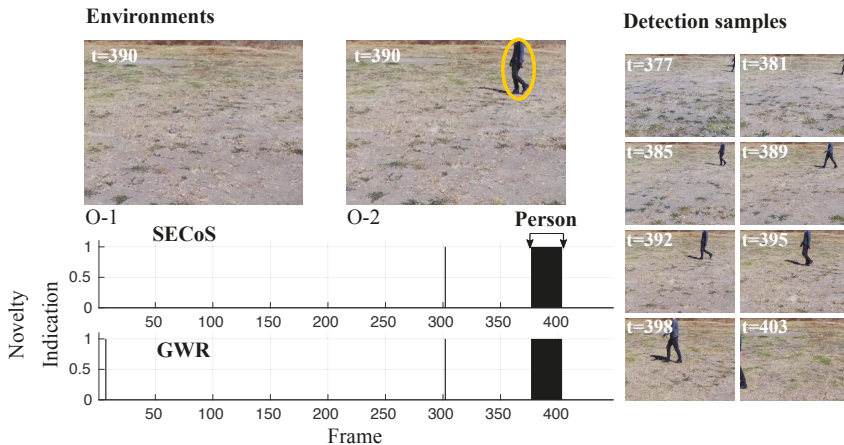 Environments
Detection samples
t=390
t=390
t=377
t=381
t=385
t=389
t=392
t=395
t=398
t=403
O-1
O-2
Person
SECoS
1
0.5
0
50 100 150 200 250 300 350 400
GWR
1
0.5
0
50 100 150 200 250 300 350 400
Novelty
Indication
Frame